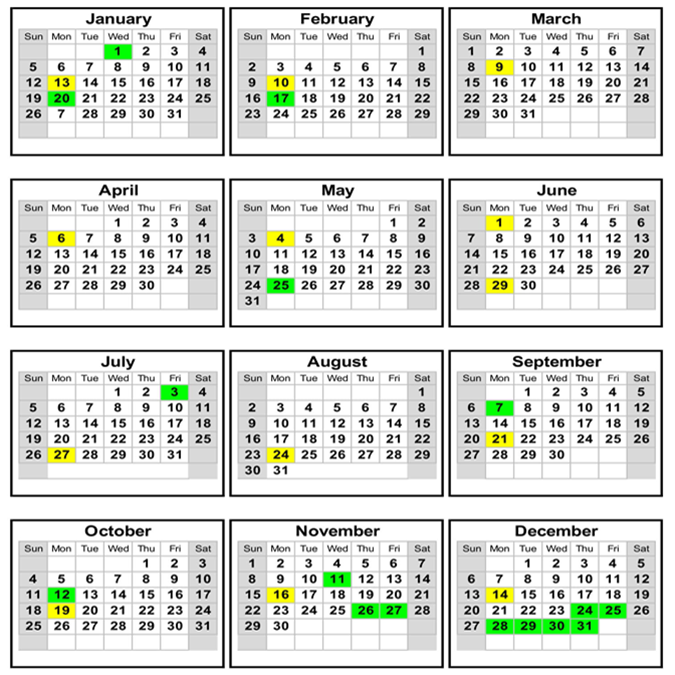 January
Sun Mon Tue Wed Thu Fri Sat
1 2 3 4
5 6 7 8 9 10 11
12 13 14 15 16 17 18
19 20 21 22 23 24 25
26 7 28 29 30 31
February
Sun Mon Tue Wed Thu Fri Sat
1
2 3 4 5 6 7 8
9 10 11 12 13 14 15
16 17 18 19 20 21 22
23 24 25 26 27 28 29
March
Sun Mon Tue Wed Thu Fri Sat
1 2 3 4 5 6 7
8 9 10 11 12 13 14
15 16 17 18 19 20 21
22 23 24 25 26 27 28
29 30 31
April
Sun Mon Tue Wed Thu Fri Sat
1 2 3 4
5 6 7 8 9 10 11
12 13 14 15 16 17 18
19 20 21 22 23 24 25
26 27 28 29 30
May
Sun Mon Tue Wed Thu Fri Sat
1 2
3 4 5 6 7 8 9
10 11 12 13 14 15 16
17 18 19 20 21 22 23
24 25 26 27 28 29 30
31
June
Sun Mon Tue Wed Thu Fri Sat
1 2 3 4 5 6
7 8 9 10 11 12 13
14 15 16 17 18 19 20
21 22 23 24 25 26 27
28 29 30
July
Sun Mon Tue Wed Thu Fri Sat
1 2 3 4
5 6 7 8 9 10 11
12 13 14 15 16 17 18
19 20 21 22 23 24 25
26 27 28 29 30 31
August
Sun Mon Tue Wed Thu Fri Sat
1
2 3 4 5 6 7 8
9 10 11 12 13 14 15
16 17 18 19 20 21 22
23 24 25 26 27 28 29
30 31
September
Sun Mon Tue Wed Thu Fri Sat
1 2 3 4 5
6 7 8 9 10 11 12
13 14 15 16 17 18 19
20 21 22 23 24 25 26
27 28 29 30
October
Sun Mon Tue Wed Thu Fri Sat
1 2 3
4 5 6 7 8 9 10
11 12 13 14 15 16 17
18 19 20 21 22 23 24
25 26 27 28 29 30 31
November
Sun Mon Tue Wed Thu Fri Sat
1 2 3 4 5 6 7
8 9 10 11 12 13 14
15 16 17 18 19 20 21
22 23 24 25 26 27 28
29 30
December
Sun Mon Tue Wed Thu Fri Sat
1 2 3 4 5
6 7 8 9 10 11 12
13 14 15 16 17 18 19
20 21 22 23 24 25 26
27 28 29 30 31